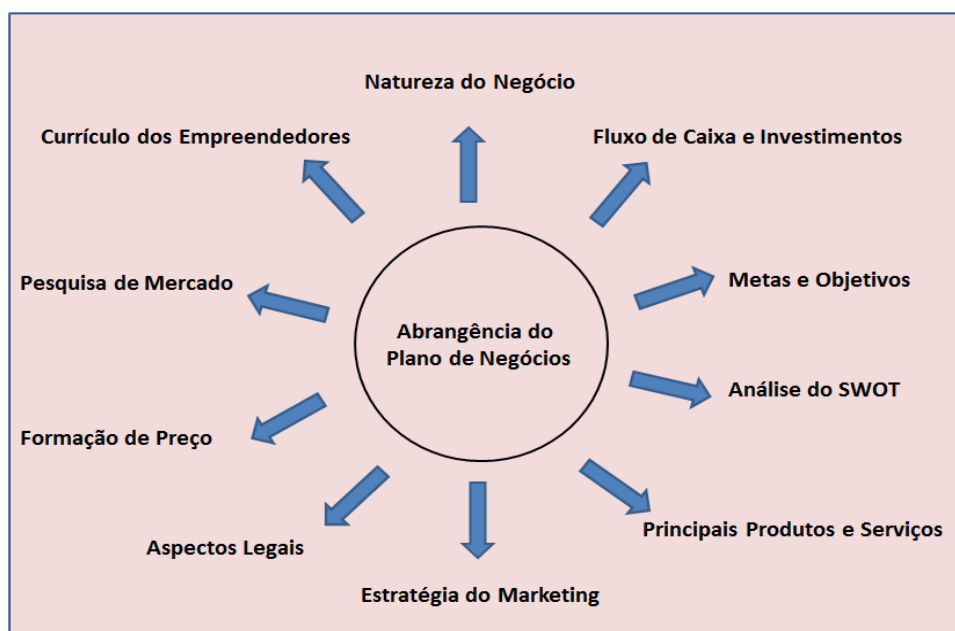 Natureza do Negócio
Currículo dos Empreendedores
Fluxo de Caixa e Investimentos
Pesquisa de Mercado
Metas e Objetivos
Abrangência do
Plano de Negócios
Análise do SWOT
Formação de Preço
Principais Produtos e Serviços
Aspectos Legais
Estratégia do Marketing